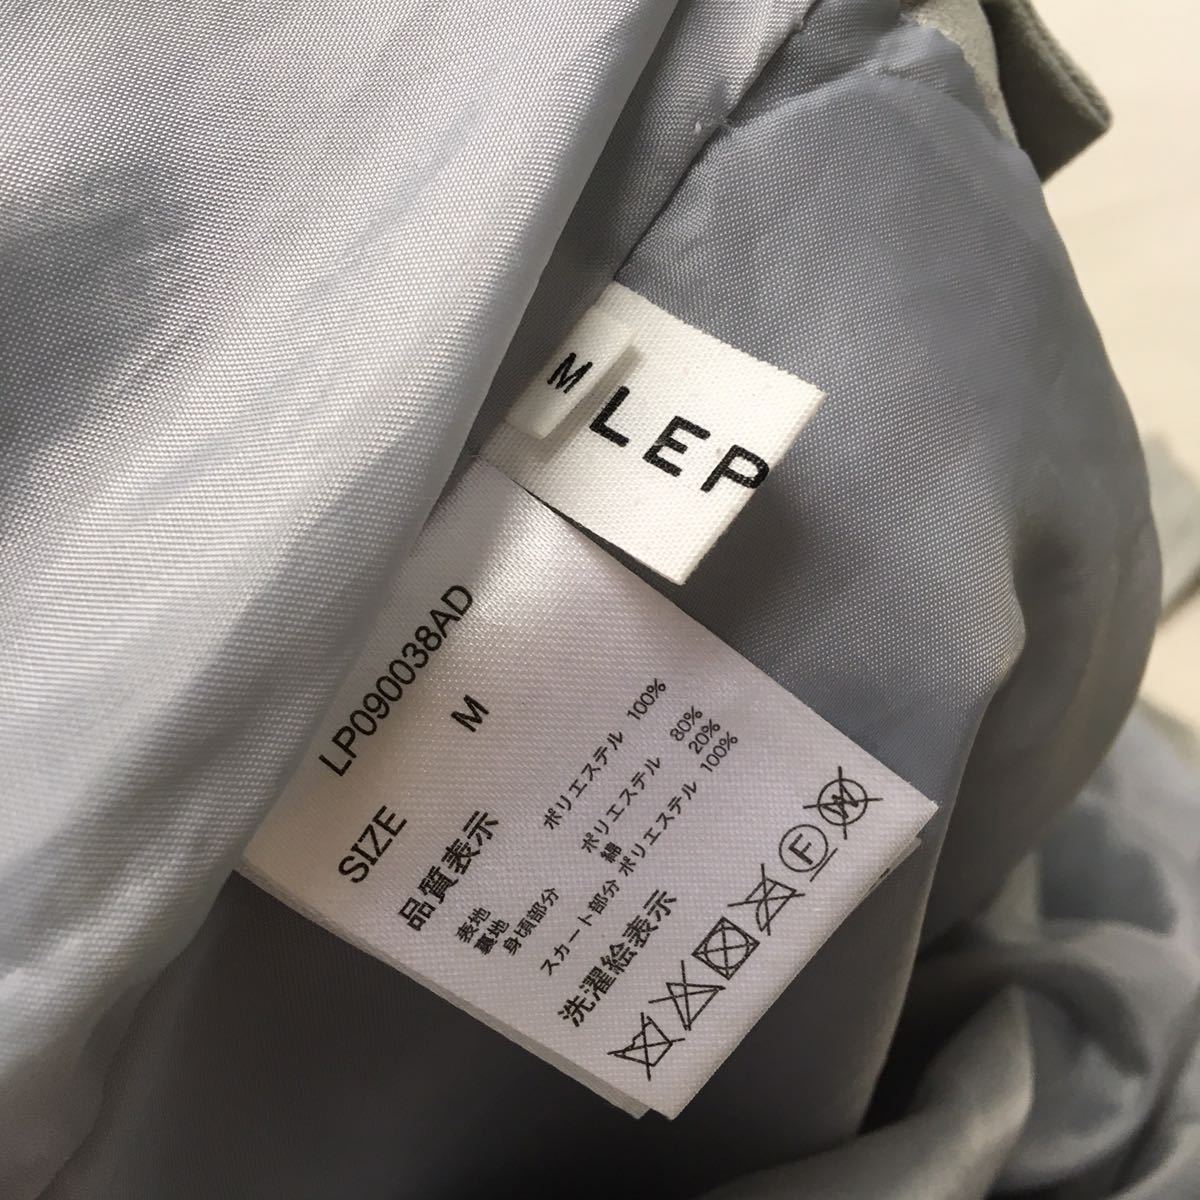 M
LEP
LP090038AD
SIZE M
品質表示
表地 ポリエステル 100%
裏地
身頃部分 ポリエステル 80%
綿 20%
スカート部分 ポリエステル 100%
洗濯絵表示
F
W